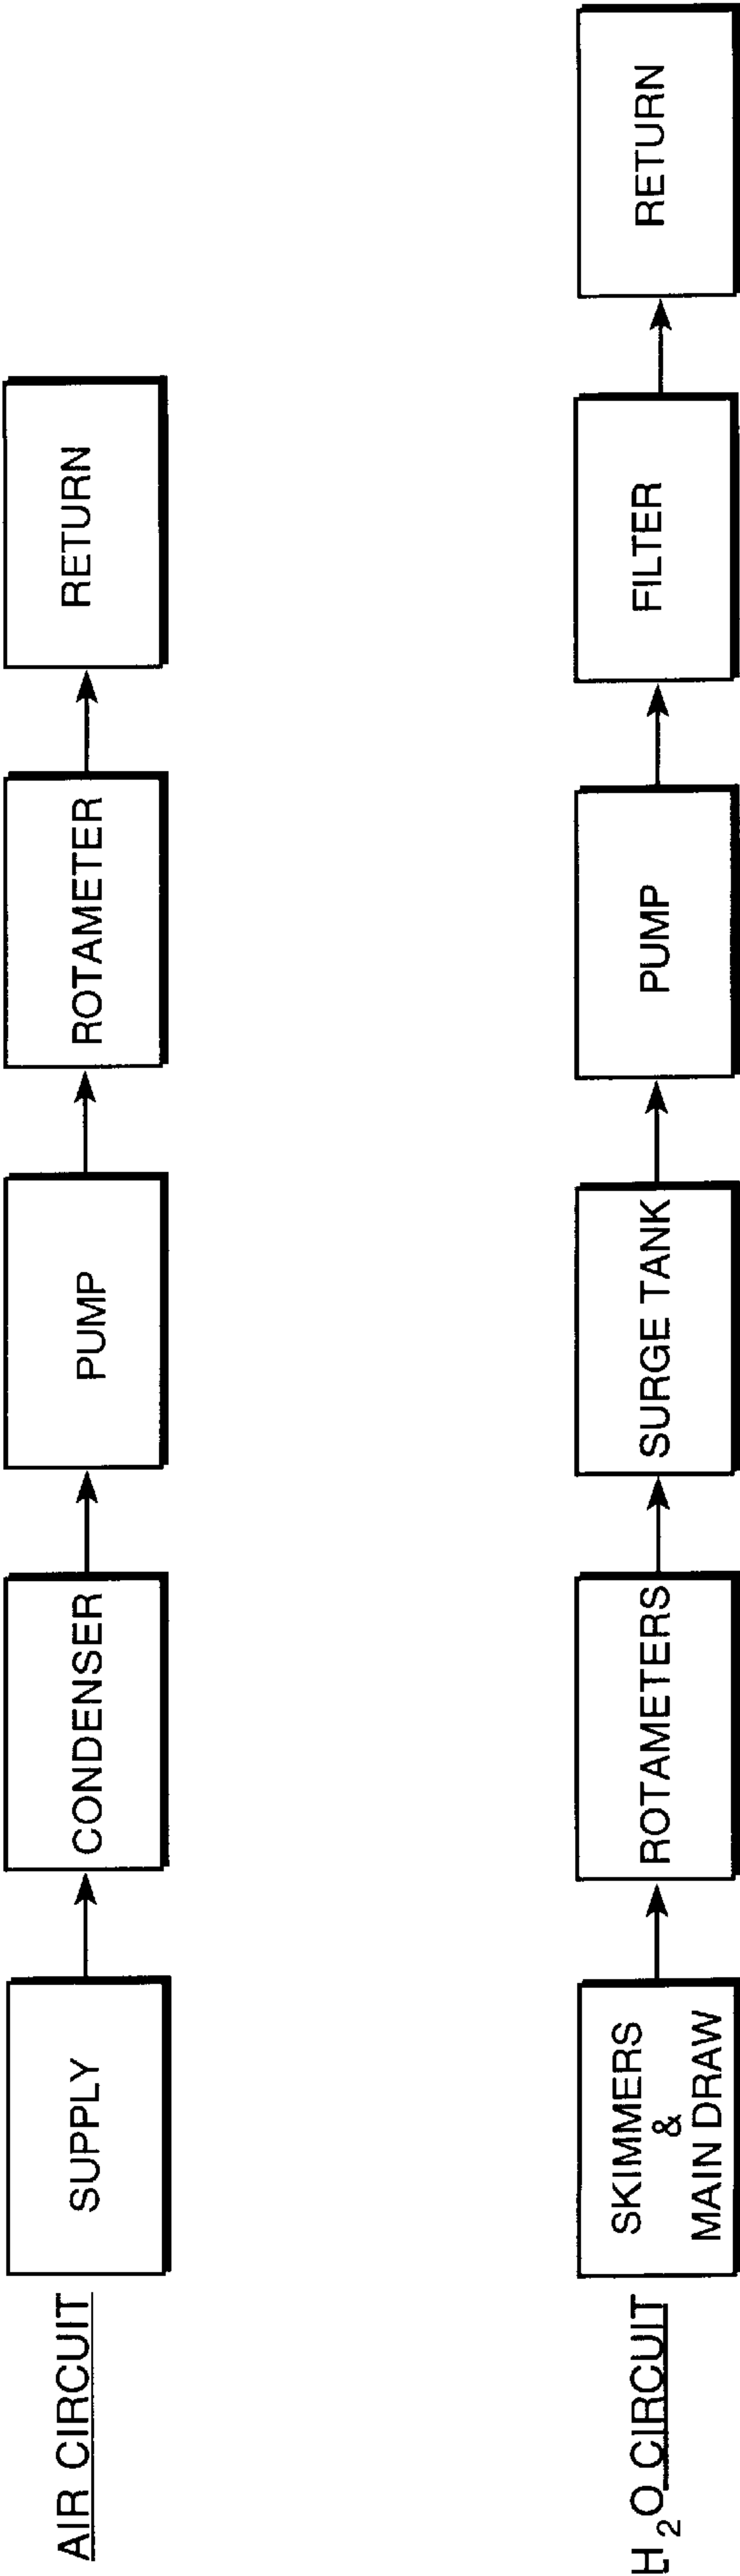 AIR CIRCUIT
SUPPLY
CONDENSER
PUMP
ROTAMETER
RETURN
H2O CIRCUIT
SKIMMERS
&
MAIN DRAW
ROTAMETERS
SURGE TANK
PUMP
FILTER
RETURN